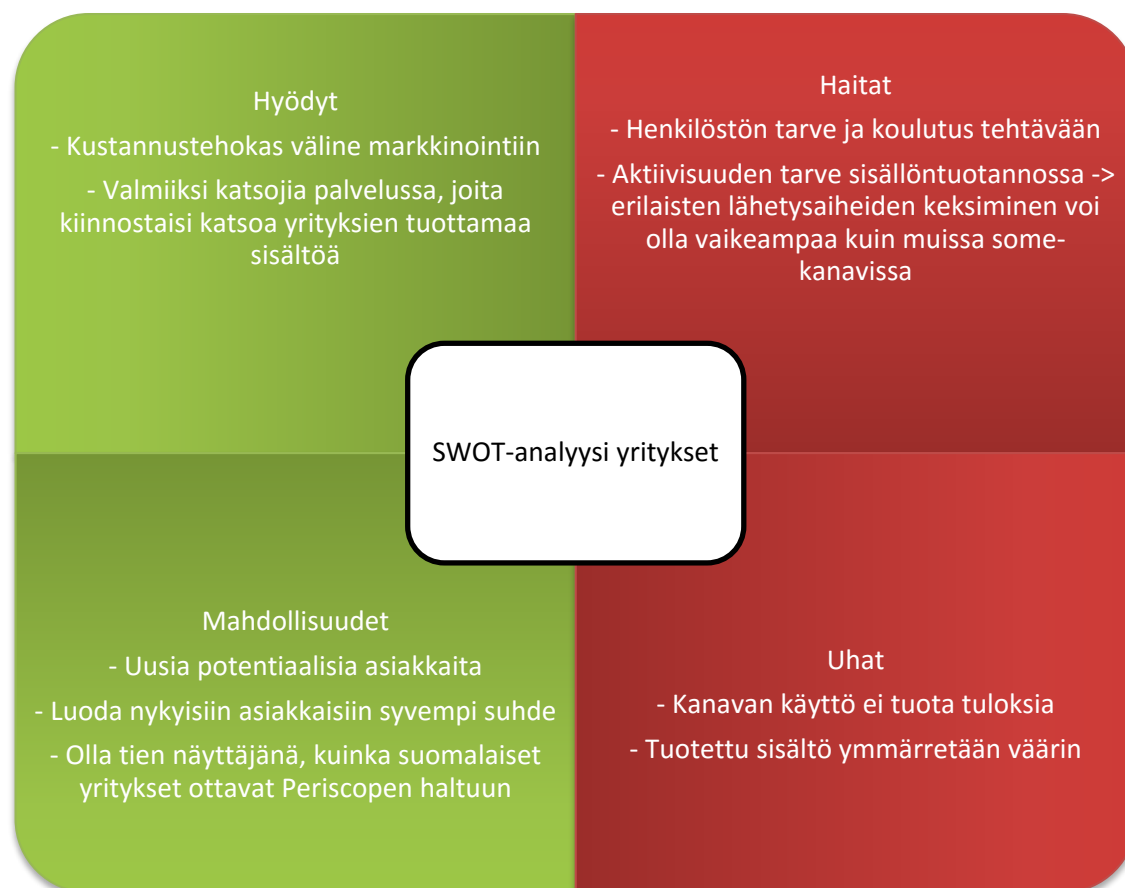 Hyödyt
- Kustannustehokas väline markkinointiin
- Valmiiksi katsojia palvelussa, joita
kiinnostaisi katsoa yrityksien tuottamaa
sisältöä
Haitat
- Henkilöstön tarve ja koulutus tehtävään
- Aktiivisuuden tarve sisällöntuotannossa ->
erilaisten lähetysaiheiden keksiminen voi
olla vaikeampaa kuin muissa some-
kanavissa
SWOT-analyysi yritykset
Mahdollisuudet
- Uusia potentiaalisia asiakkaita
- Luoda nykyisiin asiakkaisiin syvempi suhde
- Olla tien näyttäjänä, kuinka suomalaiset
yritykset ottavat Periscopen haltuun
Uhat
- Kanavan käyttö ei tuota tuloksia
- Tuotettu sisältö ymmärretään väärin